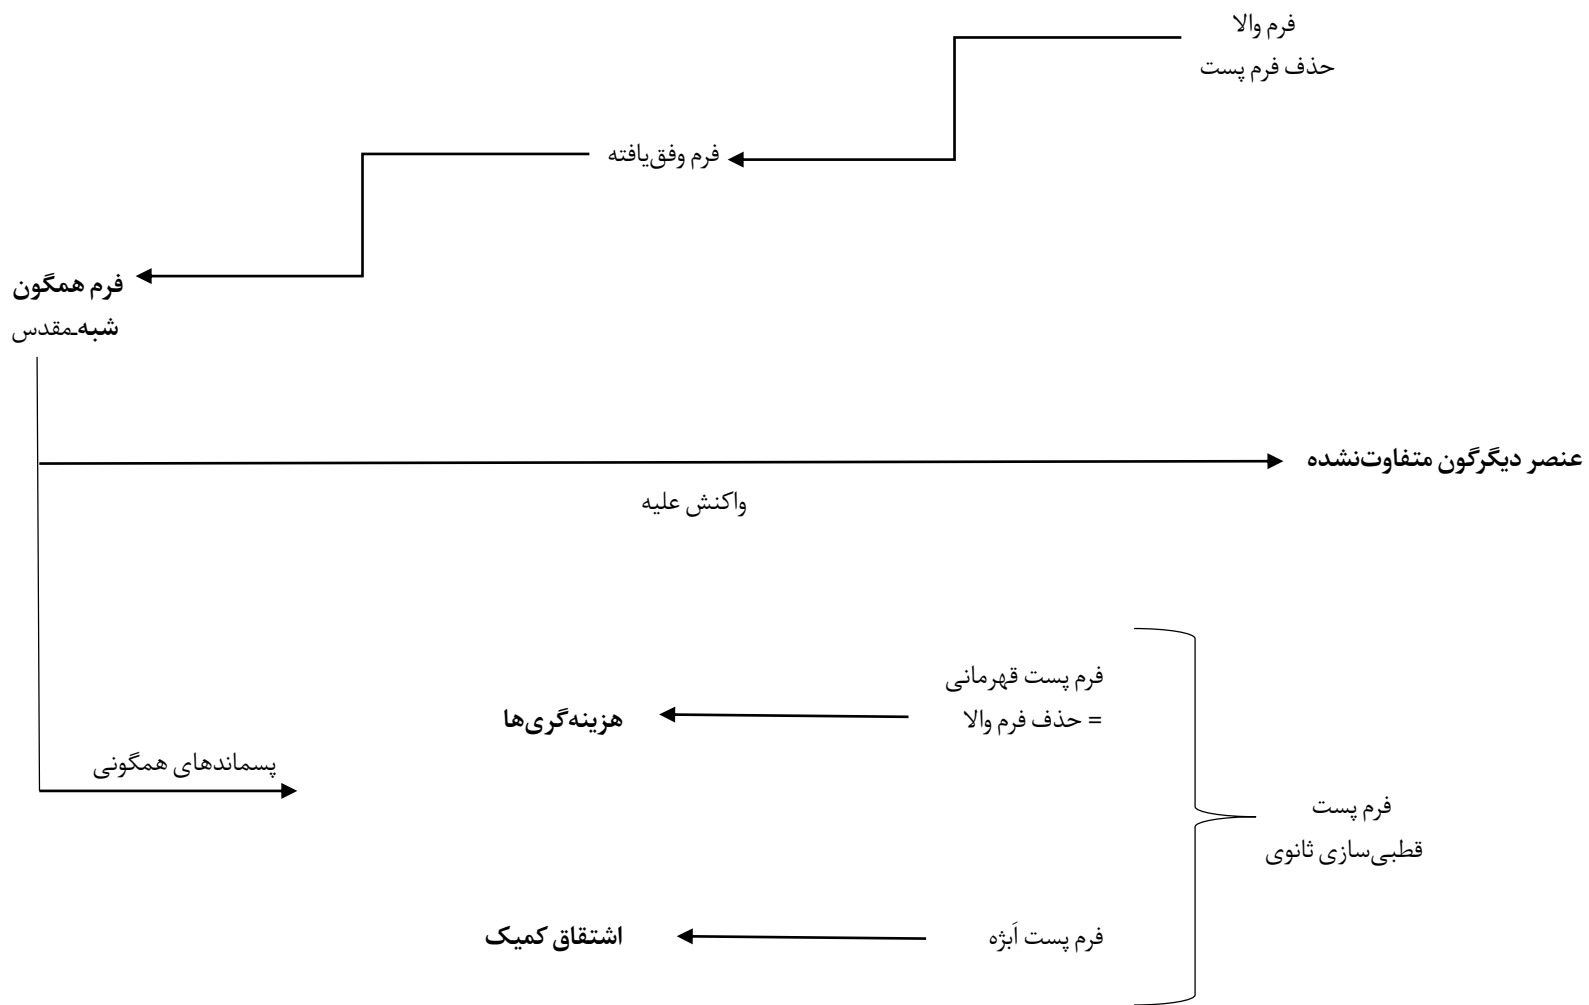 فرم والا
حذف فرم پست
فرم وفق‌یافته
فرم همگون
شبه‌ـمقدس
عنصر دیگرگون متفاوت‌نشده
واکنش علیه
فرم پست قهرمانی
= حذف فرم والا
هزینه‌گری‌ها
پسماندهای همگونی
فرم پست
قطبی‌سازی ثانوی
فرم پست اَبژه
اشتقاق کمیک